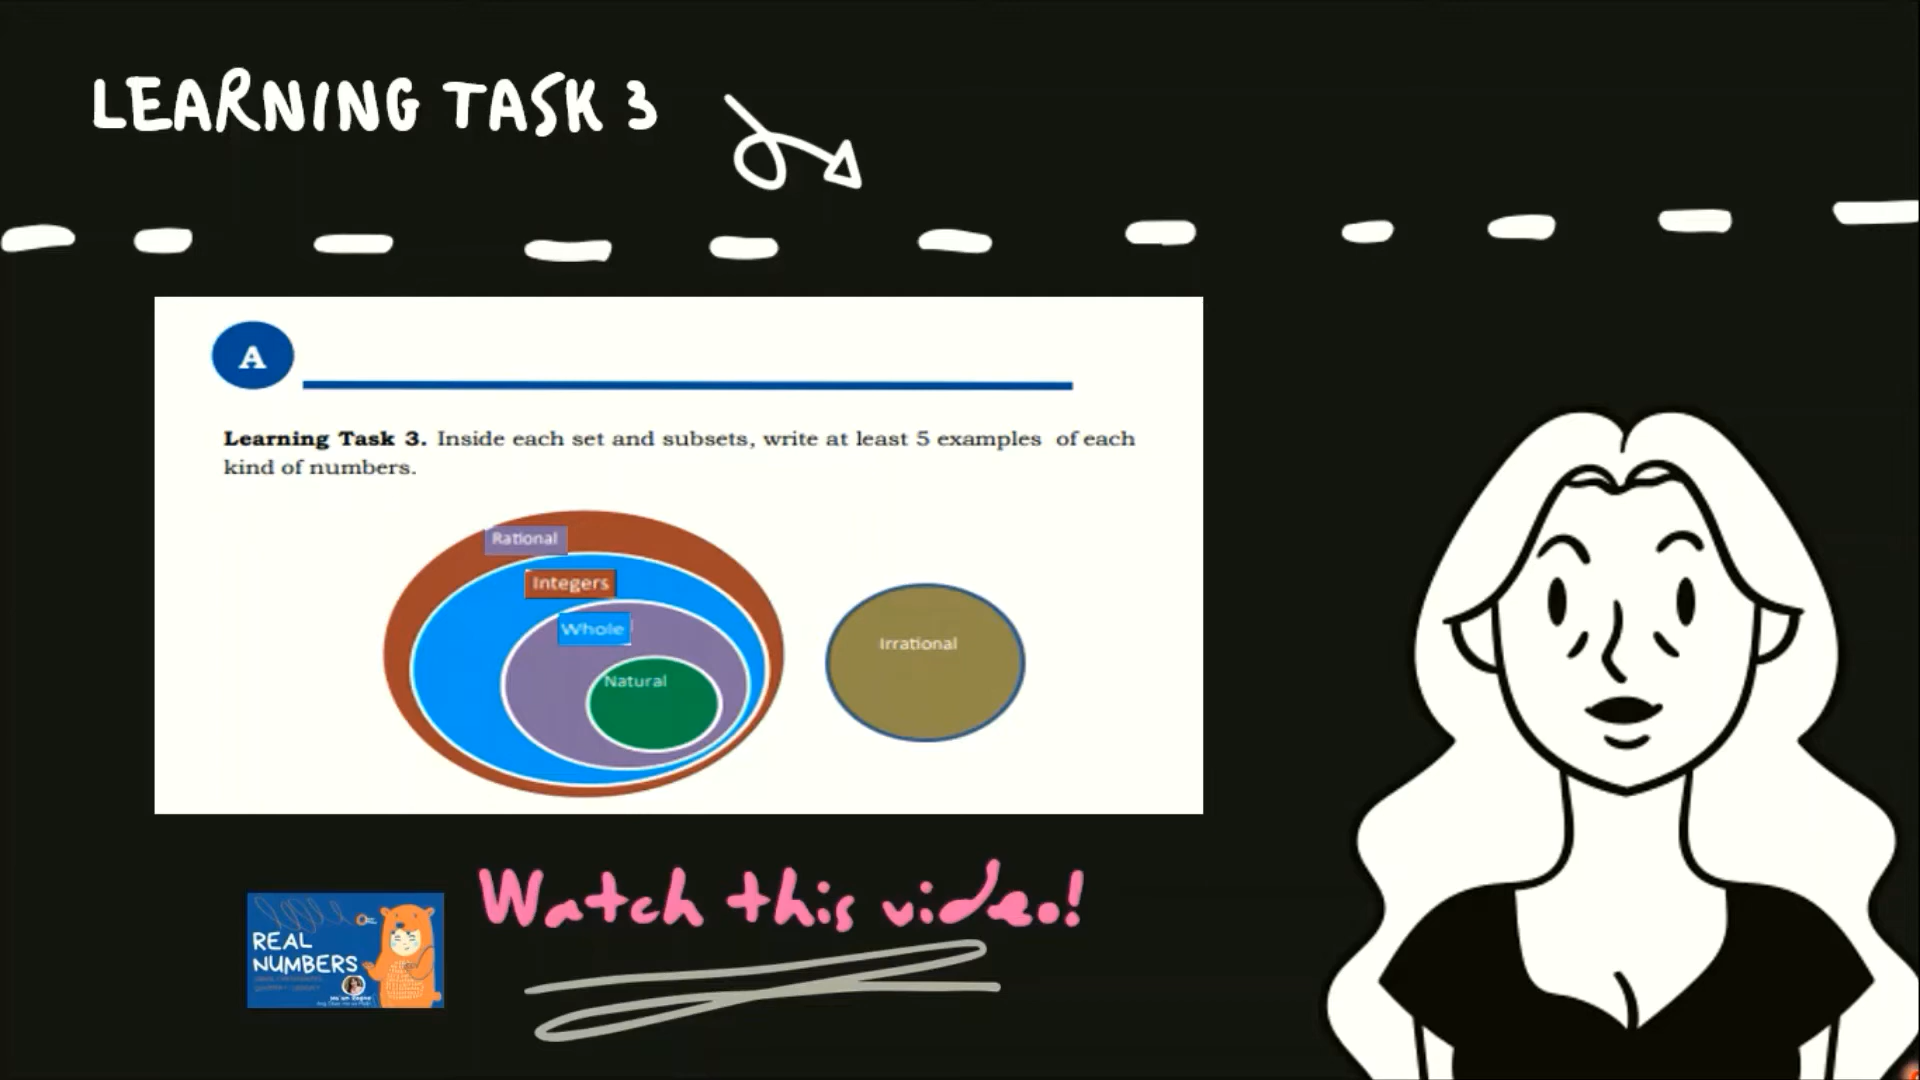 LEARNING TASK 3
A
Learning Task 3. Inside each set and subsets, write at least 5 examples of each
kind of numbers.
Rational
Integers
Whole
Natural
Irrational
Watch this video!
REAL
NUMBERS